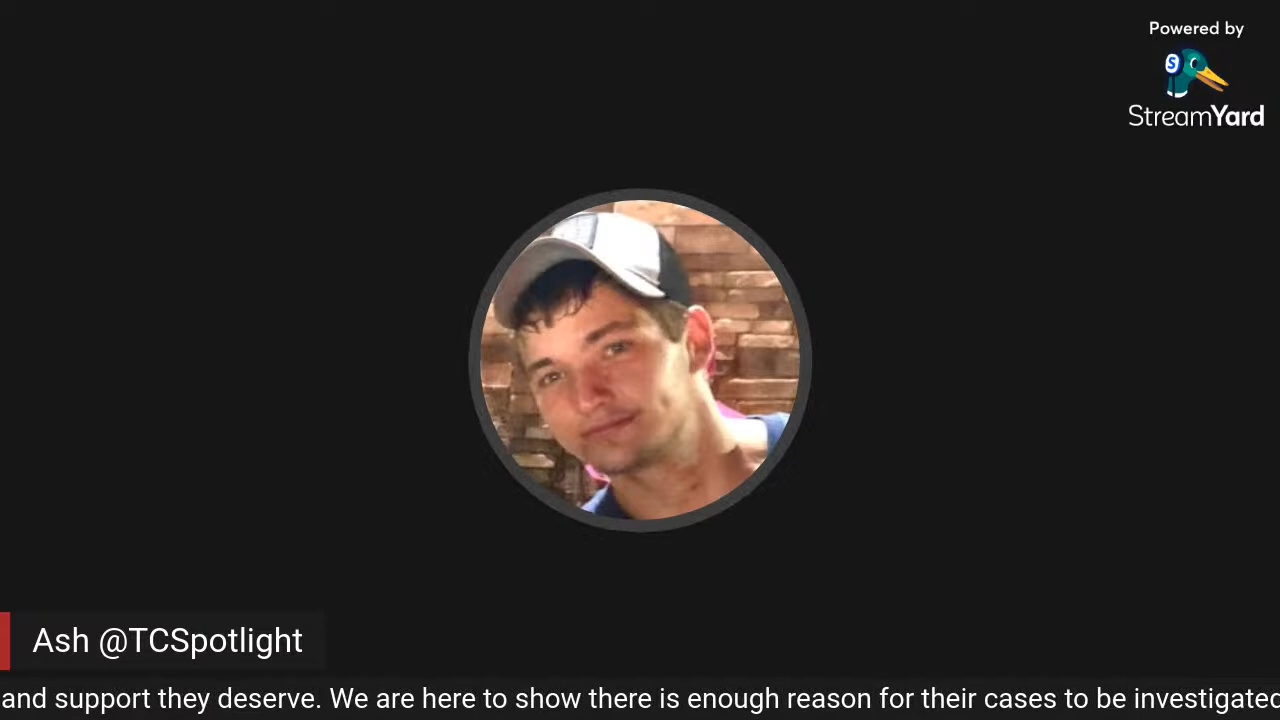 Powered by
S
StreamYard
Ash @TCSpotlight
and support they deserve. We are here to show there is enough reason for their cases to be investigated